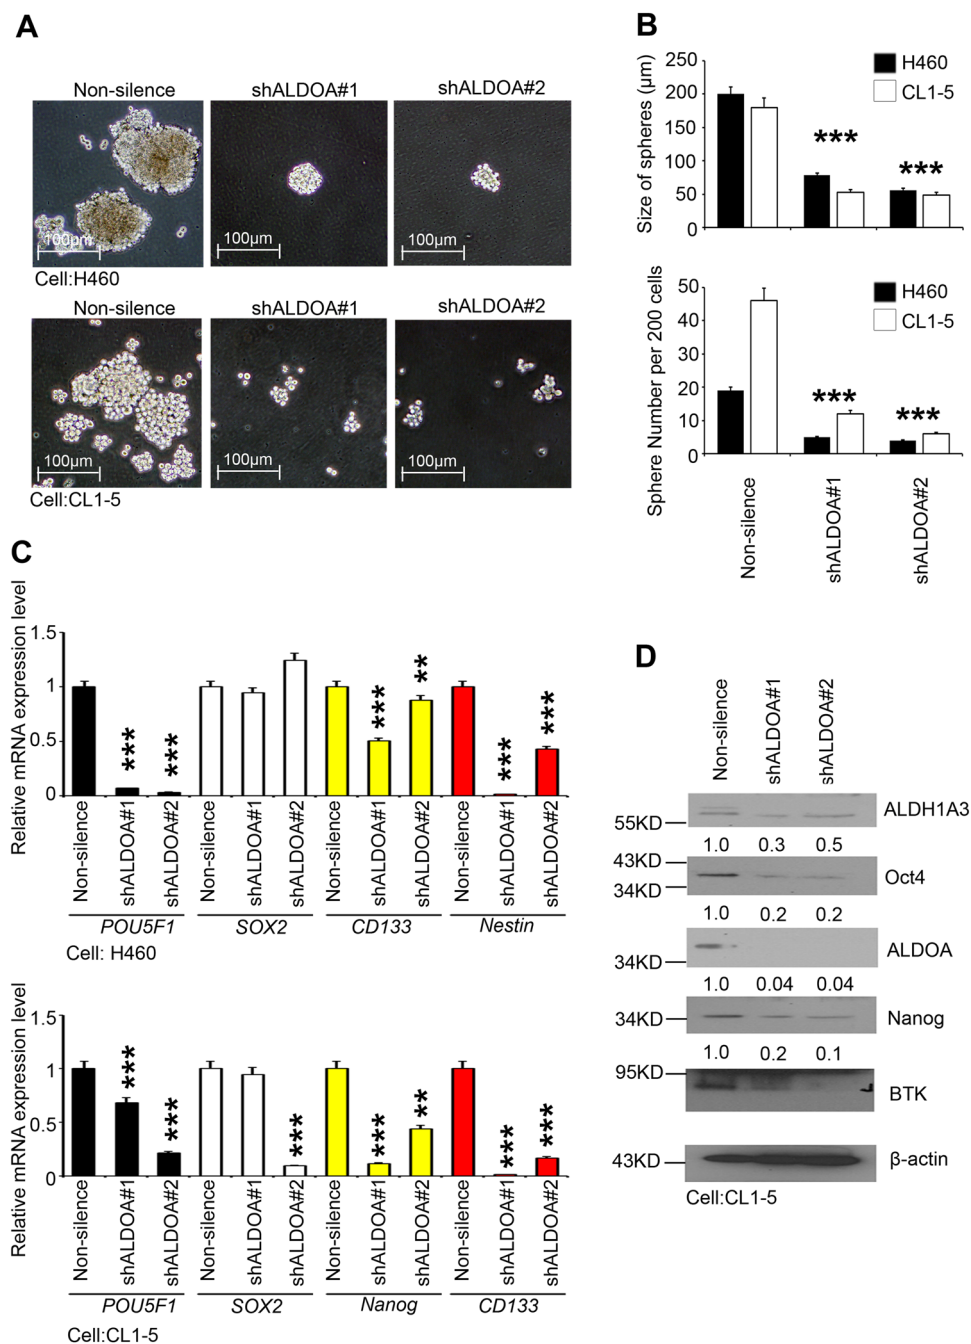 A
Non-silence shALDOA#1 shALDOA#2
100µm 100µm 100µm
Cell:H460
Non-silence shALDOA#1 shALDOA#2
100µm 100µm 100µm
Cell:CL1-5
B
Size of spheres (µm)
250
200
150
100
50
0
H460
CL1-5
***
***
Sphere Number per 200 cells
50
40
30
20
10
0
H460
CL1-5
***
***
Non-silence
shALDOA#1
shALDOA#2
C
Relative mRNA expression level
1.5
1
0.5
0
***
***
***
**
***
***
Non-silence
shALDOA#1
shALDOA#2
Non-silence
shALDOA#1
shALDOA#2
Non-silence
shALDOA#1
shALDOA#2
Non-silence
shALDOA#1
shALDOA#2
POU5F1 SOX2 CD133 Nestin
Cell: H460
Relative mRNA expression level
1.5
1
0.5
0
***
***
***
***
**
***
***
Non-silence
shALDOA#1
shALDOA#2
Non-silence
shALDOA#1
shALDOA#2
Non-silence
shALDOA#1
shALDOA#2
Non-silence
shALDOA#1
shALDOA#2
POU5F1 SOX2 Nanog CD133
Cell:CL1-5
D
Non-silence
shALDOA#1
shALDOA#2
55KD ALDH1A3
1.0 0.3 0.5
43KD
34KD Oct4
1.0 0.2 0.2
34KD ALDOA
1.0 0.04 0.04
34KD Nanog
1.0 0.2 0.1
95KD BTK
43KD β-actin
Cell:CL1-5